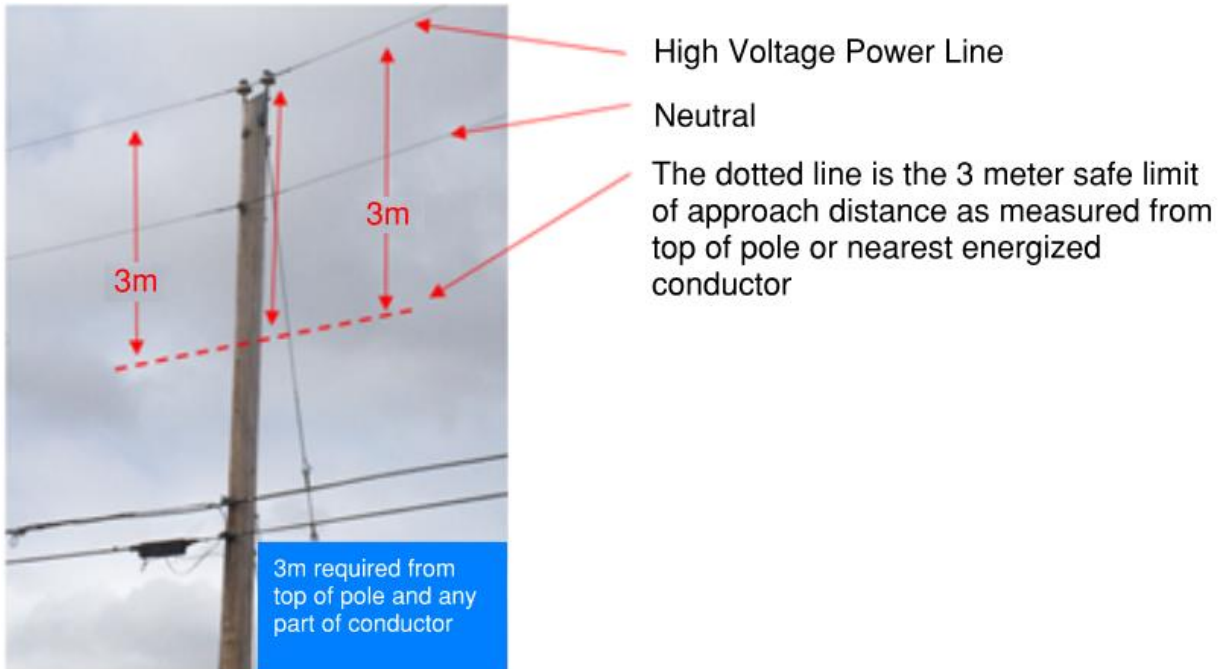 High Voltage Power Line
Neutral
The dotted line is the 3 meter safe limit
of approach distance as measured from
top of pole or nearest energized
conductor
3m
3m
3m required from
top of pole and any
part of conductor